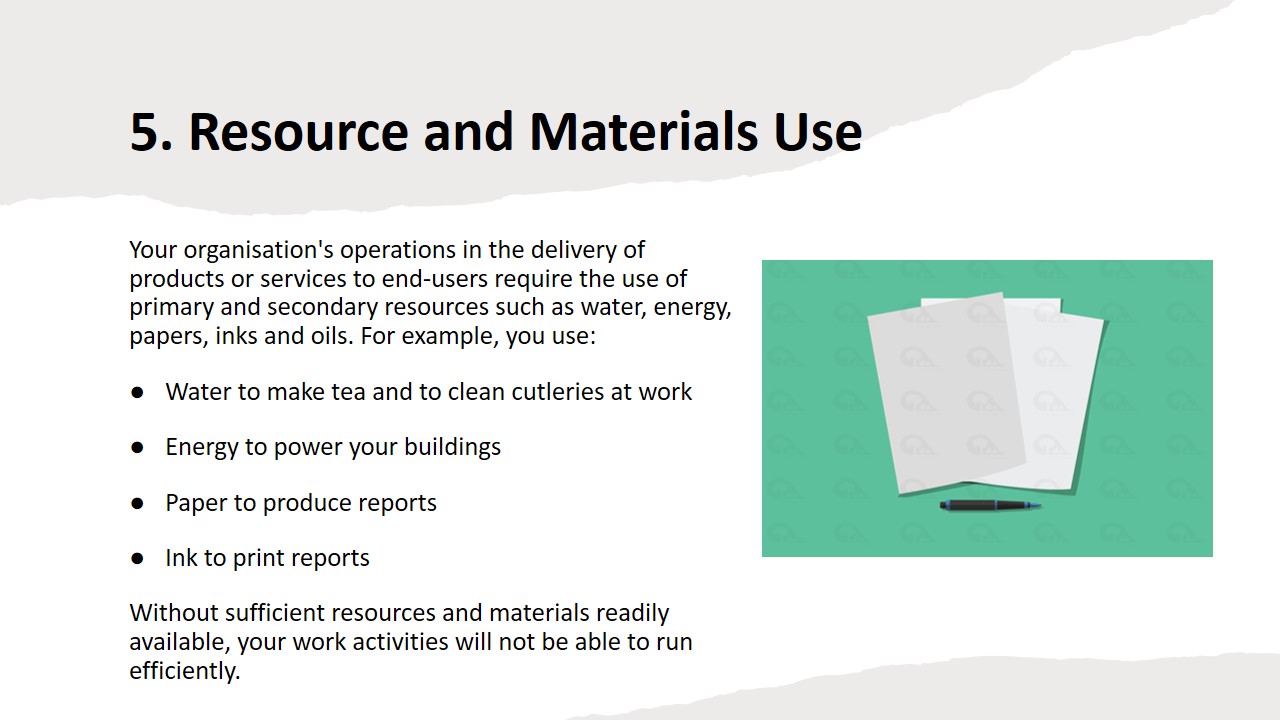 5. Resource and Materials Use
Your organisation's operations in the delivery of
products or services to end-users require the use of
primary and secondary resources such as water, energy,
papers, inks and oils. For example, you use:
● Water to make tea and to clean cutleries at work
● Energy to power your buildings
● Paper to produce reports
● Ink to print reports
Without sufficient resources and materials readily
available, your work activities will not be able to run
efficiently.